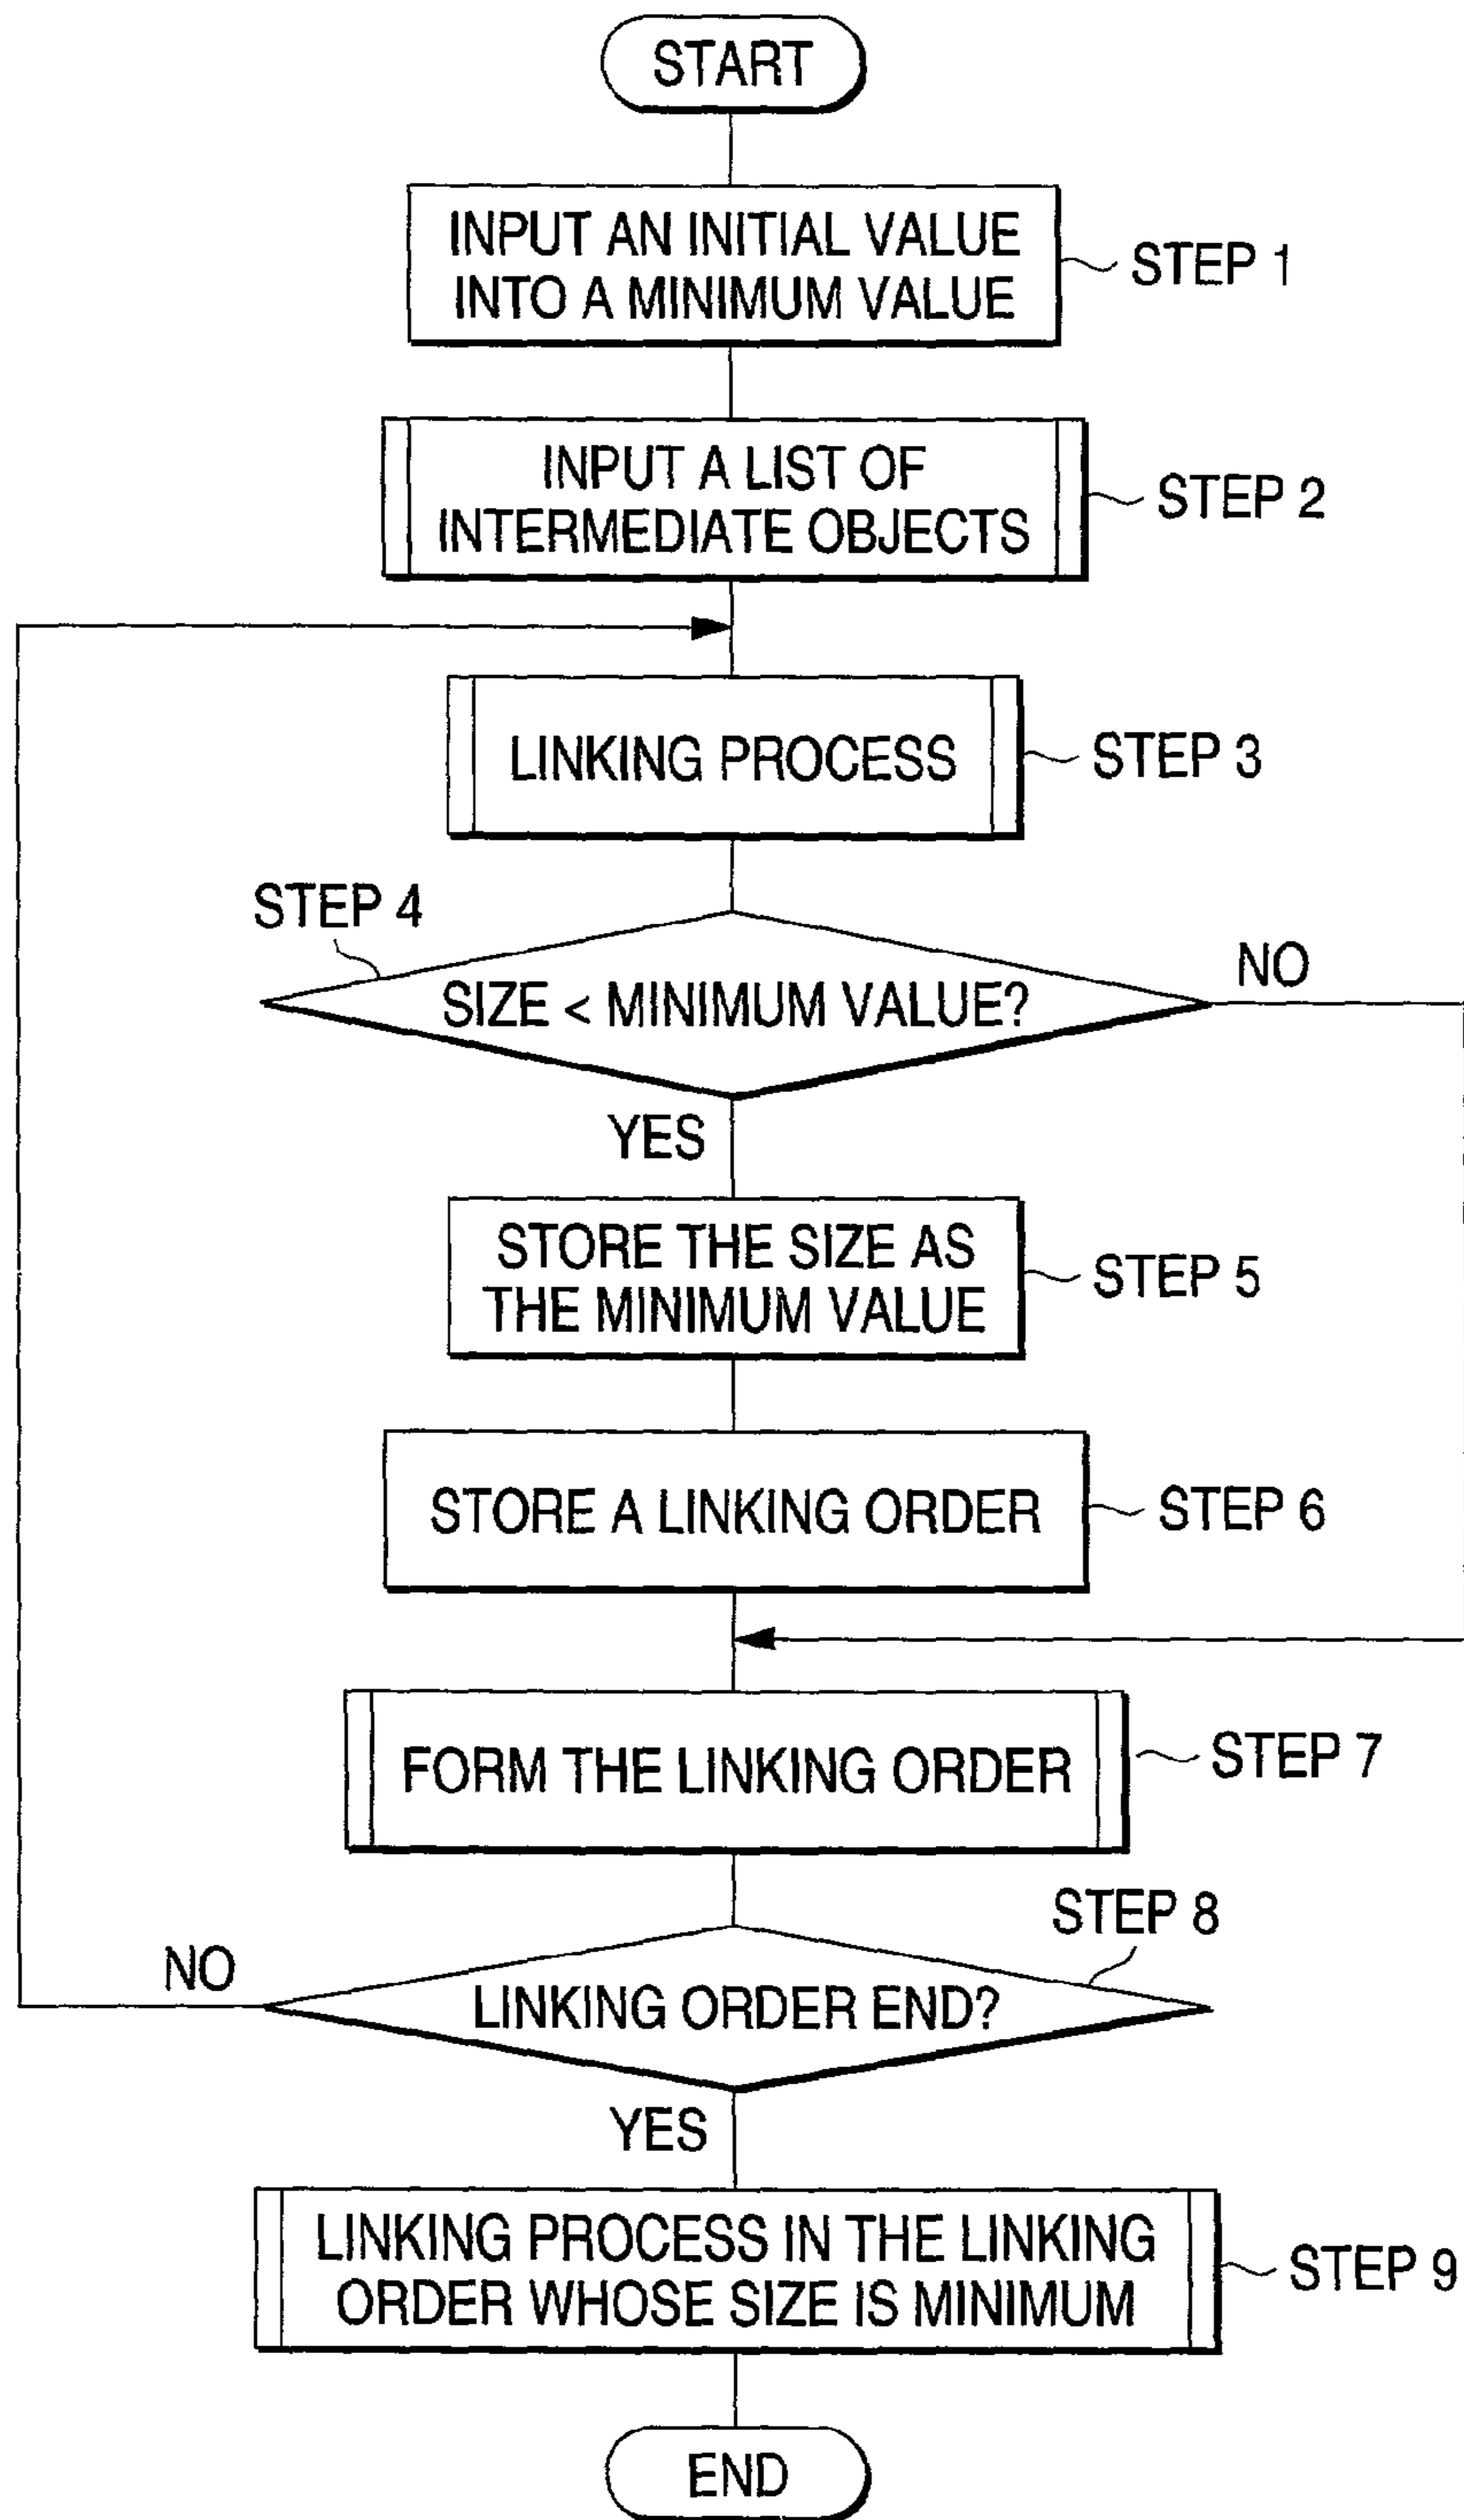 START
INPUT AN INITIAL VALUE
INTO A MINIMUM VALUE
STEP 1
INPUT A LIST OF
INTERMEDIATE OBJECTS
STEP 2
LINKING PROCESS
STEP 3
STEP 4
SIZE < MINIMUM VALUE?
NO
YES
STORE THE SIZE AS
THE MINIMUM VALUE
STEP 5
STORE A LINKING ORDER
STEP 6
FORM THE LINKING ORDER
STEP 7
STEP 8
NO
LINKING ORDER END?
YES
LINKING PROCESS IN THE LINKING
ORDER WHOSE SIZE IS MINIMUM
STEP 9
END